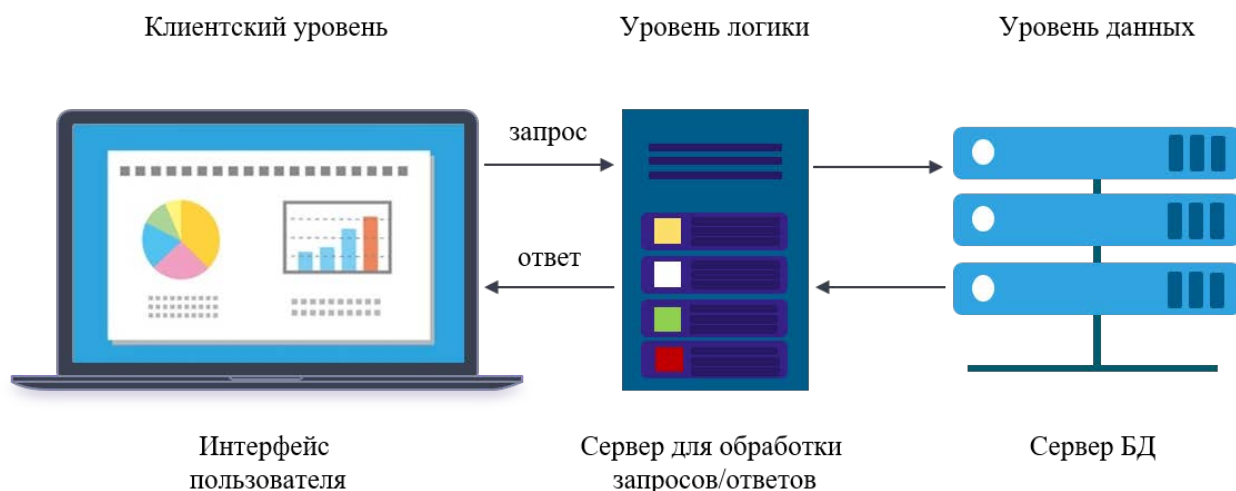 Клиентский уровень
Уровень логики
Уровень данных
запрос
ответ
Интерфейс
пользователя
Сервер для обработки
запросов/ответов
Сервер БД